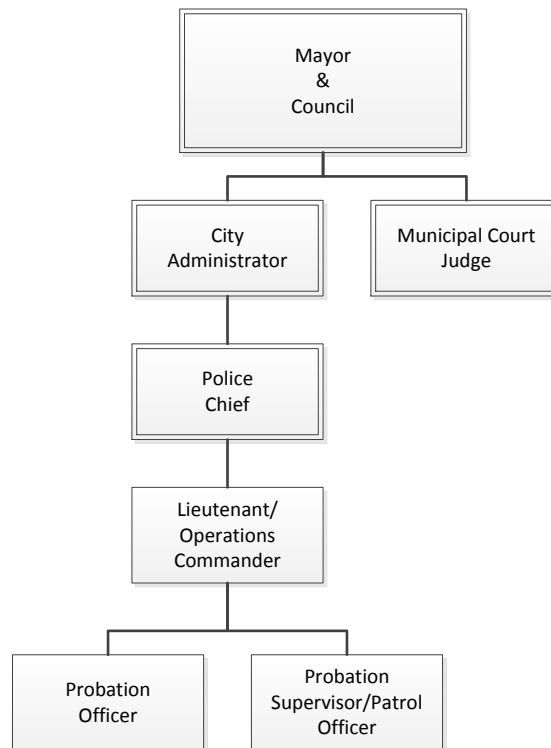 Mayor
&
Council
City
Administrator
Municipal Court
Judge
Police
Chief
Lieutenant/
Operations
Commander
Probation
Officer
Probation
Supervisor/Patrol
Officer